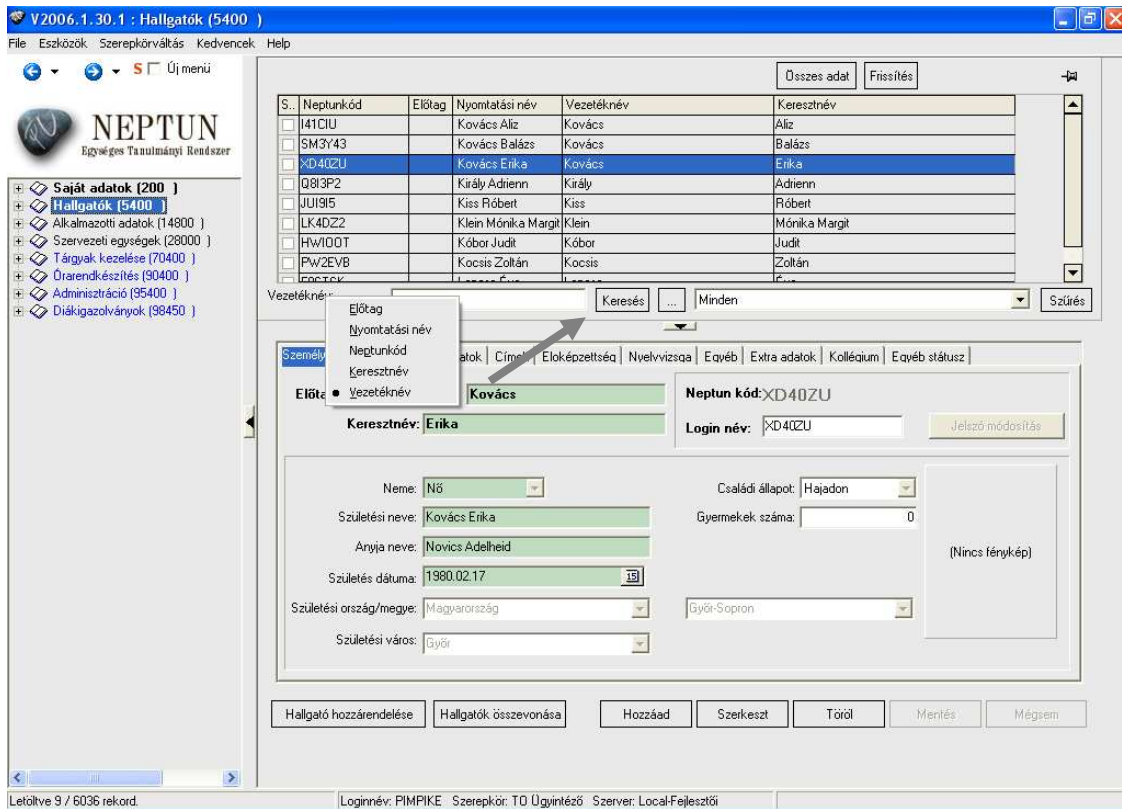 V2006.1.30.1 : Hallgatók (5400 )
File Eszközök Szerepkörváltás Kedvencek Help
S Új menü
Összes adat Frissítés
NEPTUN
Egységes Tanulmányi Rendszer
Saját adatok (200 )
Hallgatók (5400 )
Alkalmazotti adatok (14800 )
Szervezeti egységek (28000 )
Tárgyak kezelése (70400 )
Órarendkészítés (90400 )
Adminisztráció (95400 )
Diákigazolványok (98450 )
S.. Neptunkód Előtag Nyomtatási név Vezetéknév Keresztnév
I41CIU Kovács Aliz Kovács Aliz
SM3Y43 Kovács Balázs Kovács Balázs
XD40ZU Kovács Erika Kovács Erika
Q8I3P2 Király Adrienn Király Adrienn
JUI9I5 Kiss Róbert Kiss Róbert
LK4DZ2 Klein Mónika Margit Klein Mónika Margit
HWIOOT Kóbor Judit Kóbor Judit
PW2EVB Kocsis Zoltán Kocsis Zoltán
Vezetéknév: Keresés ... Minden Szűrés
Előtag
Nyomtatási név
Neptunkód
Keresztnév
Vezetéknév
Személy atok Címek Előképzettség Nyelvvizsga Egyéb Extra adatok Kollégium Egyéb státusz
Előta Kovács Neptun kód: XD40ZU
Keresztnév: Erika Login név: XD40ZU Jelszó módosítás
Neme: Nő Családi állapot: Hajadon
Születési neve: Kovács Erika Gyermekek száma: 0
Anyja neve: Novics Adelheid (Nincs fénykép)
Születés dátuma: 1980.02.17 15
Születési ország/megye: Magyarország Győr-Sopron
Születési város: Győr
Hallgató hozzárendelése Hallgatók összevonása Hozzáad Szerkeszt Töröl Mentés Mégsem
Letöltve 9 / 6036 rekord. Loginnév: PIMPIKE Szerepkör: TO Ügyintéző Szerver: Local-Fejlesztői